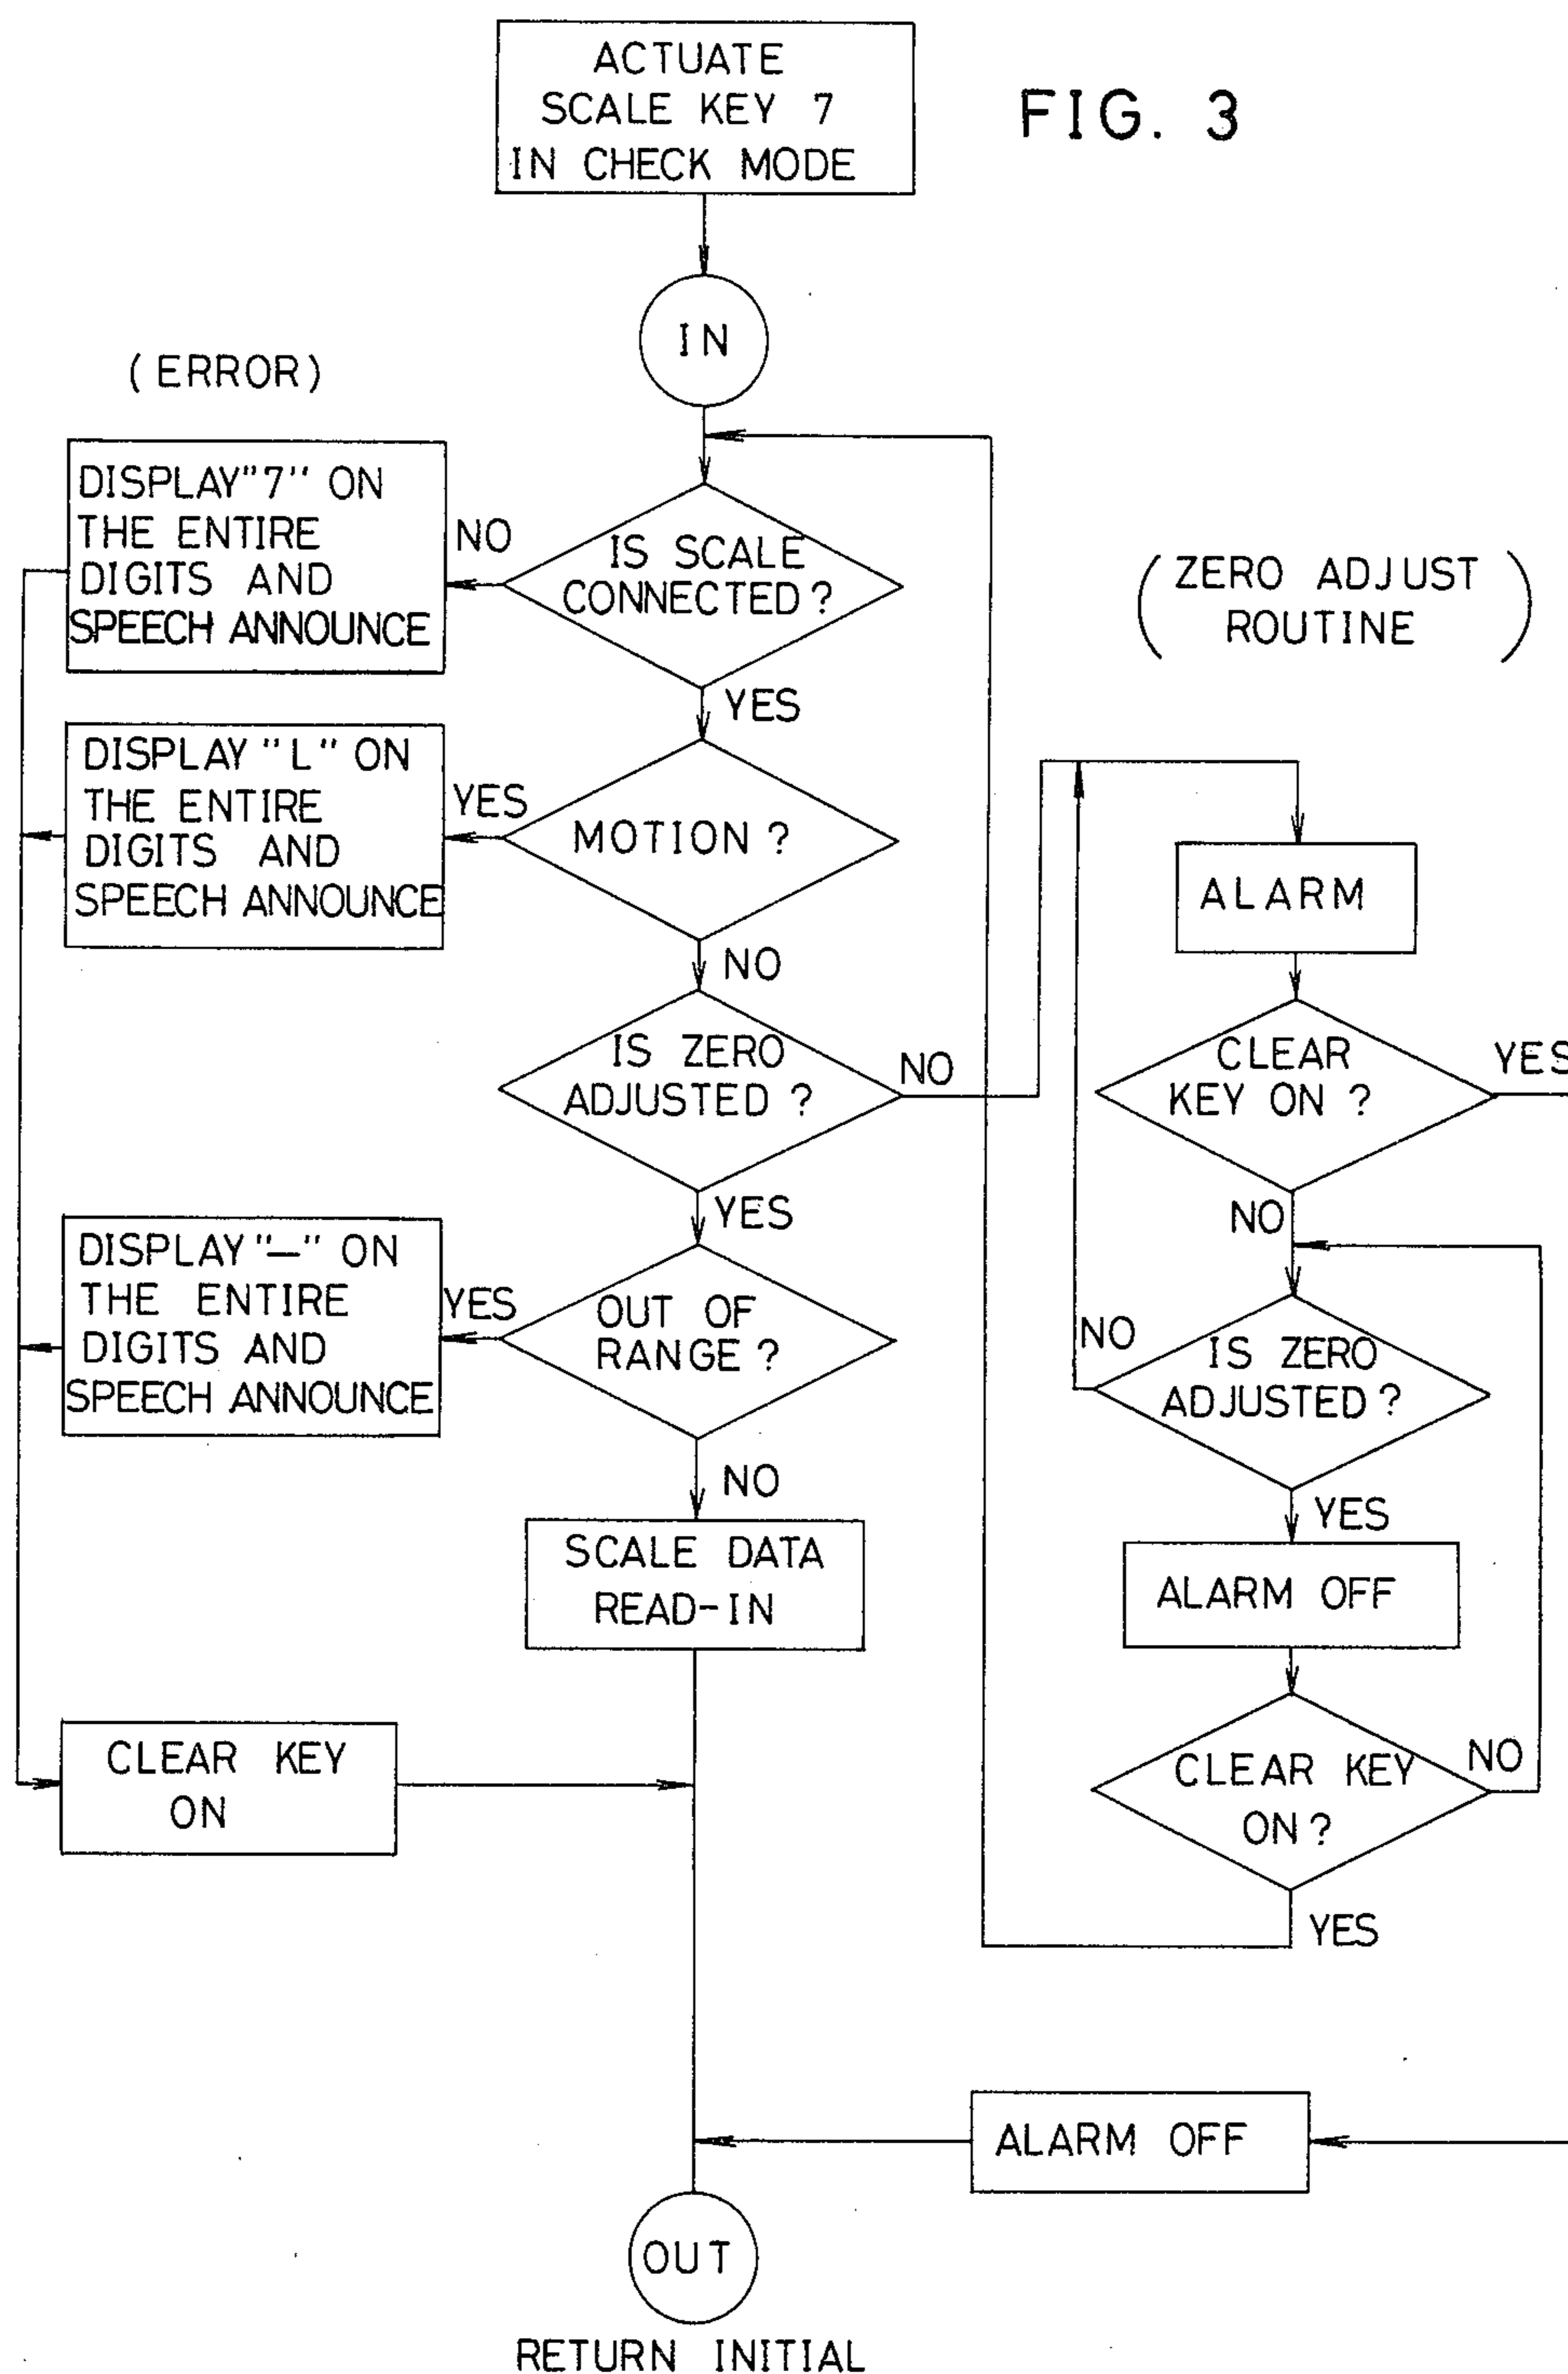 ACTUATE
SCALE KEY 7
IN CHECK MODE
FIG. 3
IN
(ERROR)
DISPLAY "7" ON
THE ENTIRE
DIGITS AND
SPEECH ANNOUNCE
NO
IS SCALE
CONNECTED?
YES
(ZERO ADJUST
ROUTINE)
DISPLAY "L" ON
THE ENTIRE
DIGITS AND
SPEECH ANNOUNCE
YES
MOTION?
NO
ALARM
IS ZERO
ADJUSTED?
NO
YES
CLEAR
KEY ON?
YES
NO
DISPLAY "—" ON
THE ENTIRE
DIGITS AND
SPEECH ANNOUNCE
YES
OUT OF
RANGE?
NO
NO
IS ZERO
ADJUSTED?
YES
SCALE DATA
READ-IN
ALARM OFF
CLEAR KEY
ON
CLEAR KEY
ON?
NO
YES
ALARM OFF
OUT
RETURN INITIAL